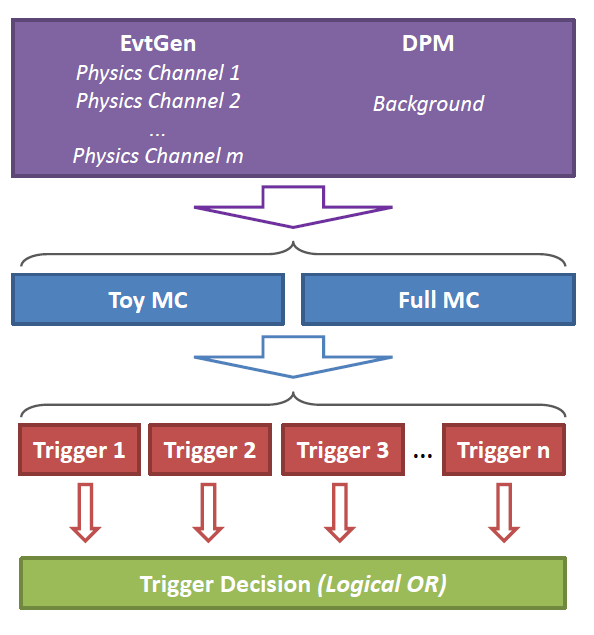 EvtGen
Physics Channel 1
Physics Channel 2
...
Physics Channel m
DPM
Background
Toy MC
Full MC
Trigger 1
Trigger 2
Trigger 3
...
Trigger n
Trigger Decision (Logical OR)